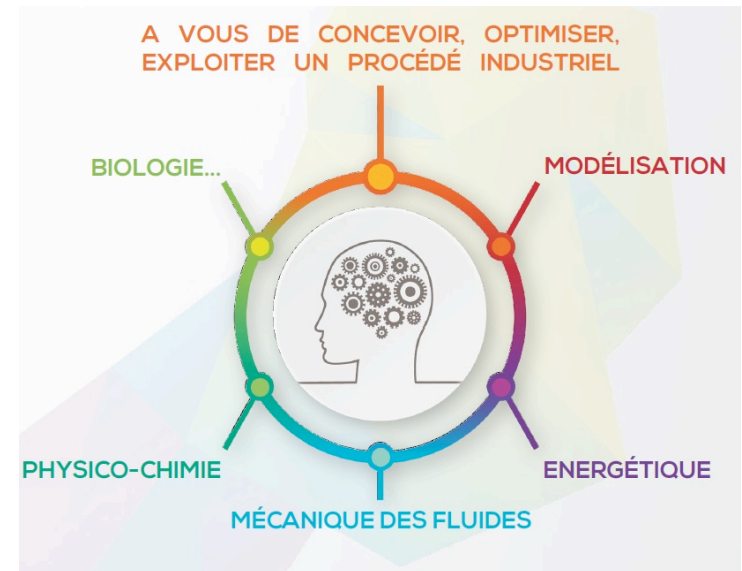 A VOUS DE CONCEVOIR, OPTIMISER,
EXPLOITER UN PROCÉDÉ INDUSTRIEL
BIOLOGIE...
MODÉLISATION
PHYSICO-CHIMIE
ENERGÉTIQUE
MÉCANIQUE DES FLUIDES